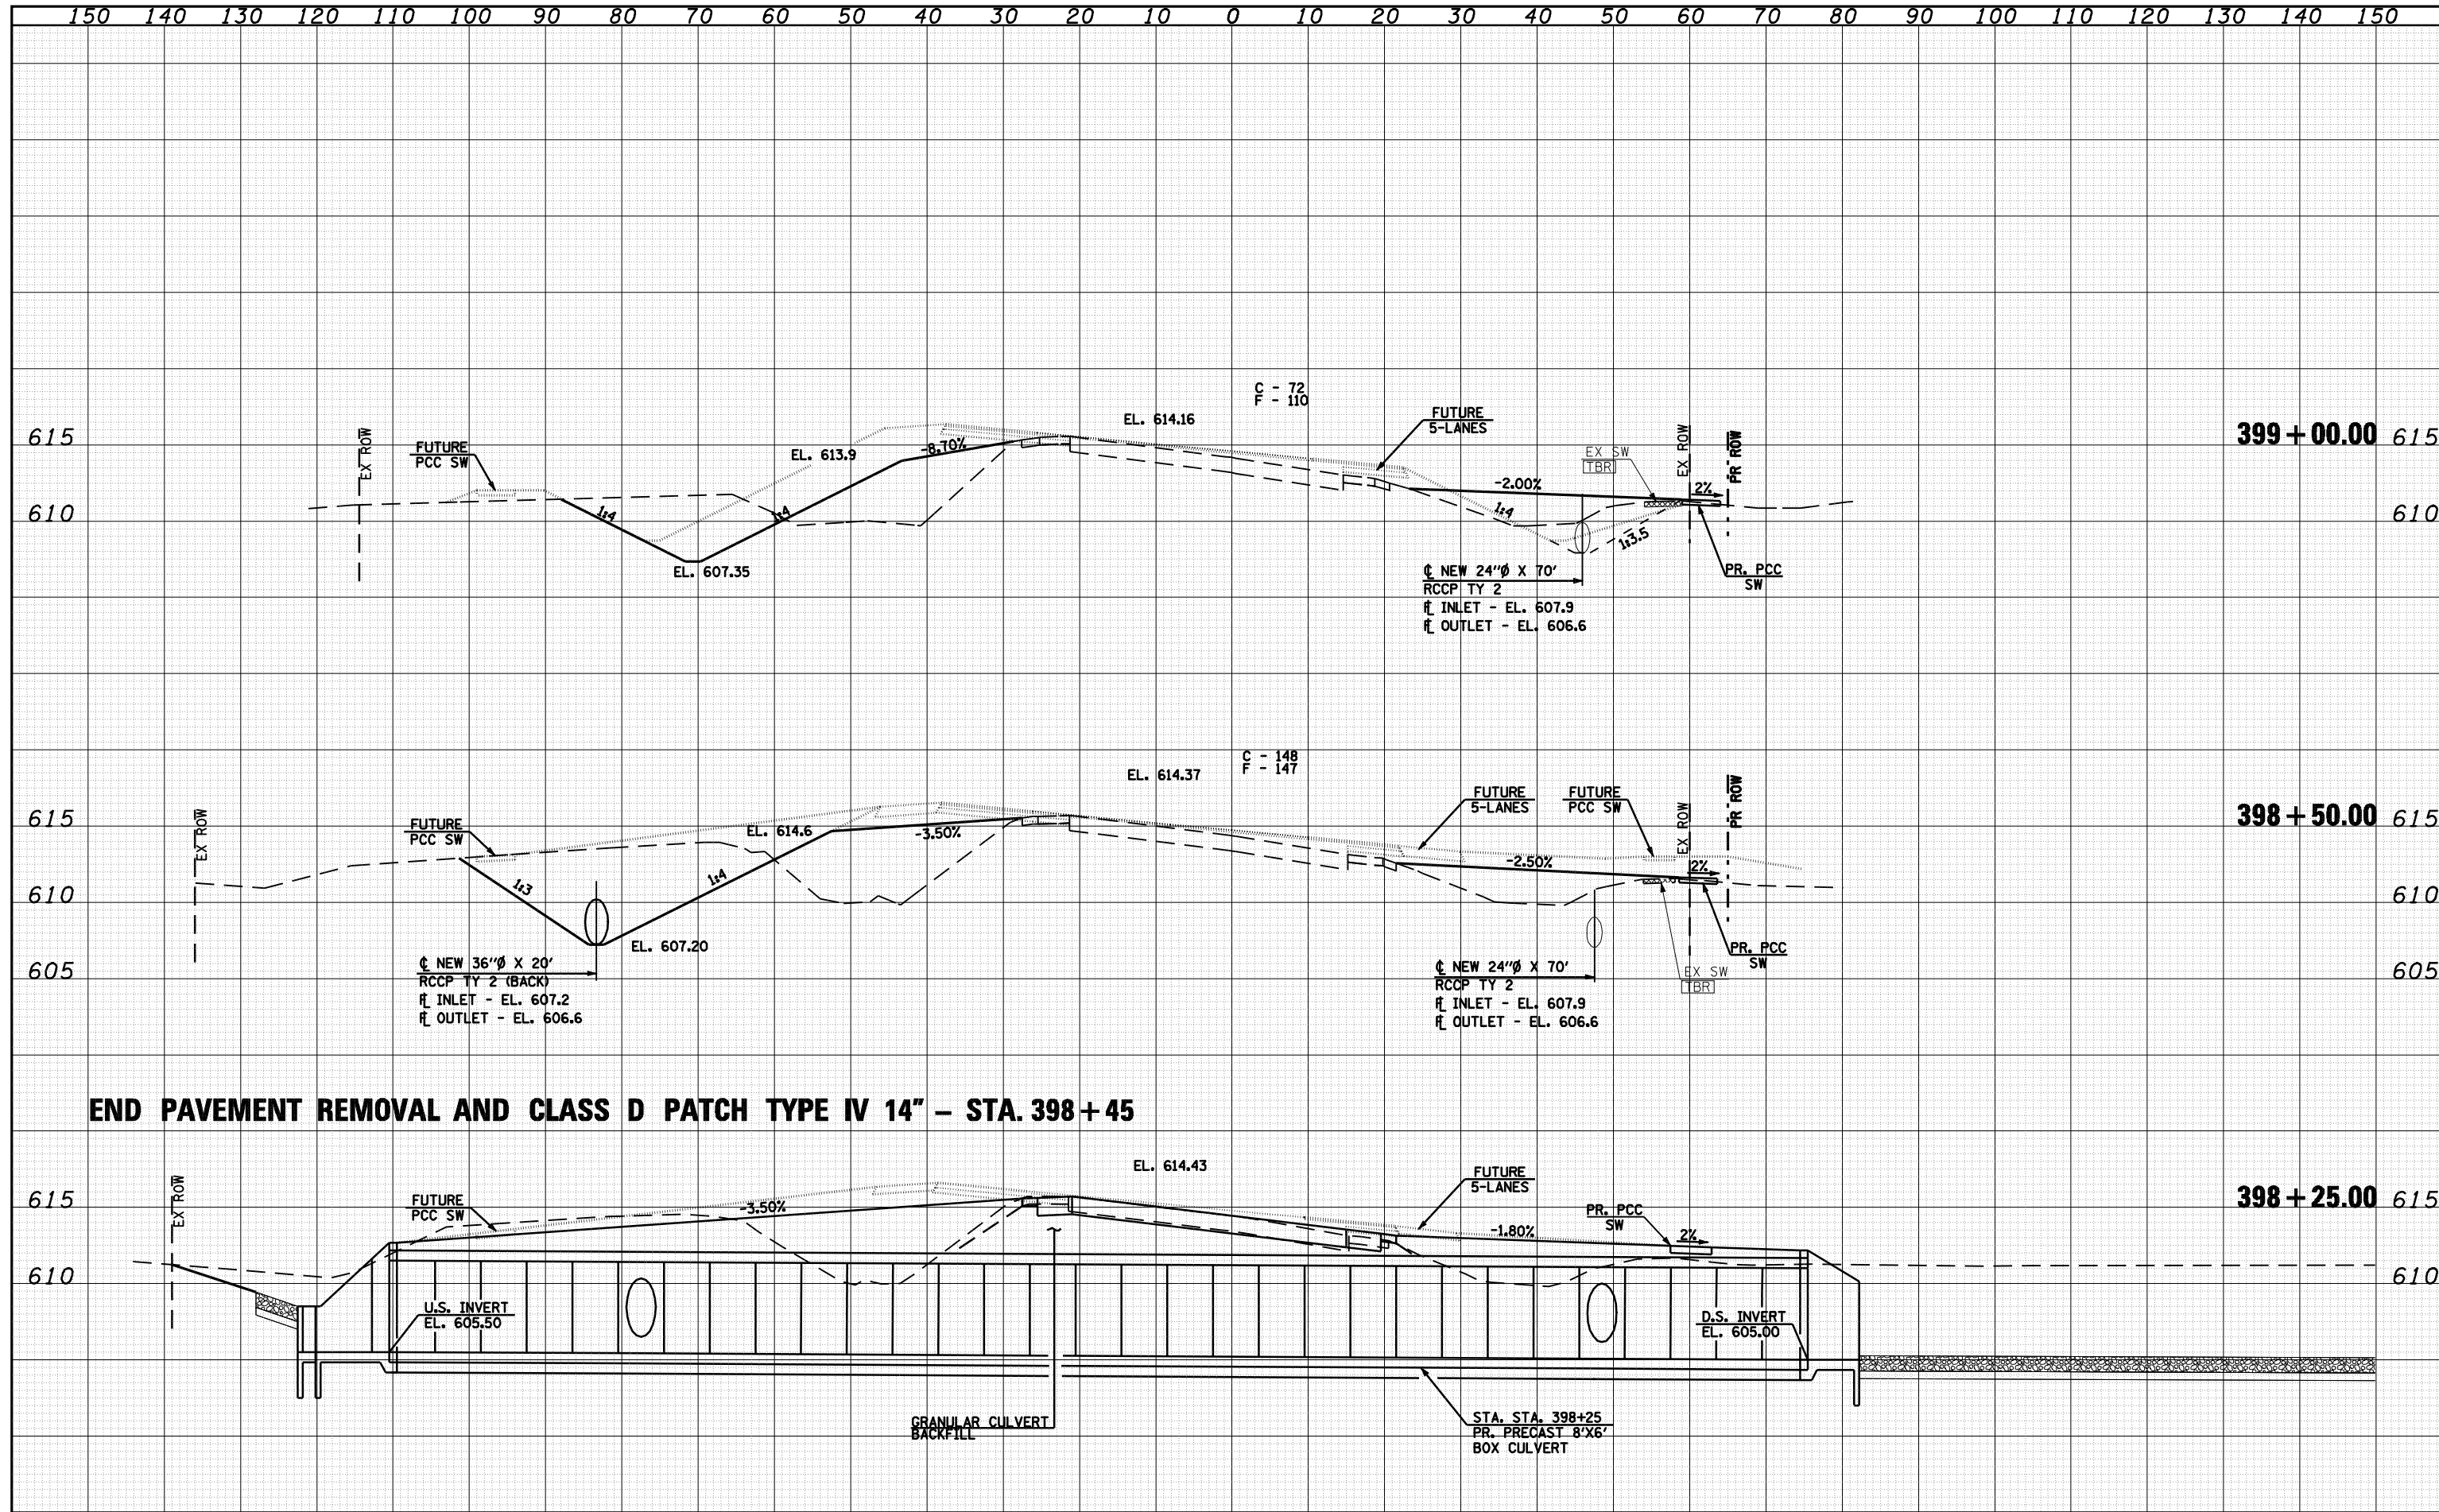 150 140 130 120 110 100 90 80 70 60 50 40 30 20 10 0 10 20 30 40 50 60 70 80 90 100 110 120 130 140 150
C - 72
F - 110
EL. 614.16
FUTURE
5-LANES
399+00.00
615
615
EX ROW
FUTURE
PCC SW
EL. 613.9
-8.70%
EX SW
TBR
EX ROW
PR ROW
-2.00%
2%
610
610
1:4
1:4
1:4
1:3.5
EL. 607.35
℄ NEW 24"Ø X 70'
RCCP TY 2
FL INLET - EL. 607.9
FL OUTLET - EL. 606.6
PR. PCC
SW
C - 148
F - 147
EL. 614.37
FUTURE
5-LANES
FUTURE
PCC SW
PR ROW
398+50.00
615
615
EX ROW
FUTURE
PCC SW
EL. 614.6
-3.50%
EX ROW
-2.50%
2%
1:3
1:4
610
610
EL. 607.20
℄ NEW 36"Ø X 20'
RCCP TY 2 (BACK)
FL INLET - EL. 607.2
FL OUTLET - EL. 606.6
℄ NEW 24"Ø X 70'
RCCP TY 2
FL INLET - EL. 607.9
FL OUTLET - EL. 606.6
PR. PCC
SW
EX SW
TBR
605
605
END PAVEMENT REMOVAL AND CLASS D PATCH TYPE IV 14" – STA. 398+45
EL. 614.43
FUTURE
5-LANES
398+25.00
615
615
EX ROW
FUTURE
PCC SW
-3.50%
-1.80%
PR. PCC
SW
2%
610
610
U.S. INVERT
EL. 605.50
D.S. INVERT
EL. 605.00
GRANULAR CULVERT
BACKFILL
STA. STA. 398+25
PR. PRECAST 8'X6'
BOX CULVERT